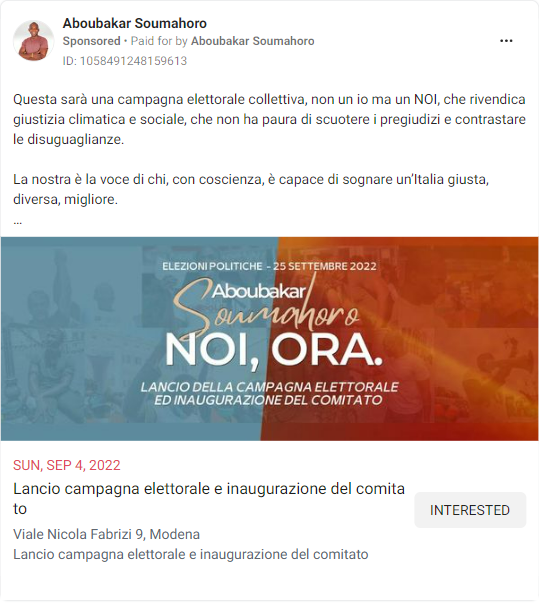 Aboubakar Soumahoro
Sponsored • Paid for by Aboubakar Soumahoro
ID: 1058491248159613
Questa sarà una campagna elettorale collettiva, non un io ma un NOI, che rivendica
giustizia climatica e sociale, che non ha paura di scuotere i pregiudizi e contrastare
le disuguaglianze.
La nostra è la voce di chi, con coscienza, è capace di sognare un’Italia giusta,
diversa, migliore.
...
ELEZIONI POLITICHE - 25 SETTEMBRE 2022
Aboubakar
Soumahoro
NOI, ORA.
LANCIO DELLA CAMPAGNA ELETTORALE
ED INAUGURAZIONE DEL COMITATO
SUN, SEP 4, 2022
Lancio campagna elettorale e inaugurazione del comita
to
INTERESTED
Viale Nicola Fabrizi 9, Modena
Lancio campagna elettorale e inaugurazione del comitato